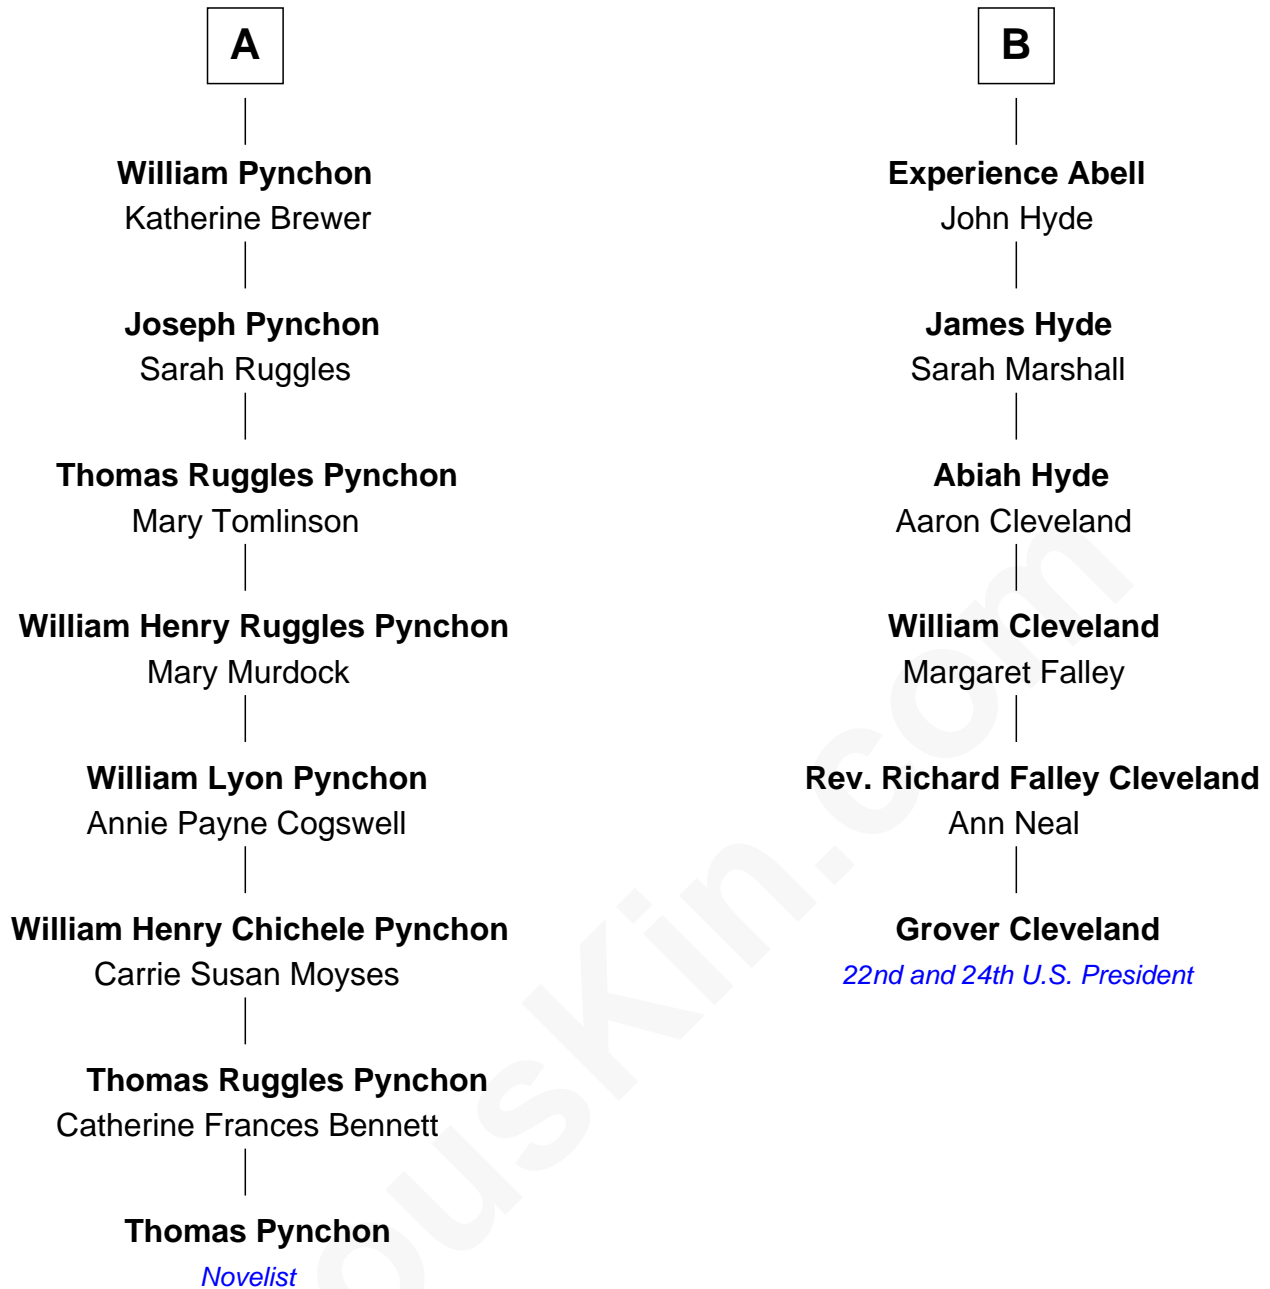 A
William Pynchon
Katherine Brewer
Joseph Pynchon
Sarah Ruggles
Thomas Ruggles Pynchon
Mary Tomlinson
William Henry Ruggles Pynchon
Mary Murdock
William Lyon Pynchon
Annie Payne Cogswell
William Henry Chichele Pynchon
Carrie Susan Moyses
Thomas Ruggles Pynchon
Catherine Frances Bennett
Thomas Pynchon
Novelist
B
Experience Abell
John Hyde
James Hyde
Sarah Marshall
Abiah Hyde
Aaron Cleveland
William Cleveland
Margaret Falley
Rev. Richard Falley Cleveland
Ann Neal
Grover Cleveland
22nd and 24th U.S. President
ousKin.com